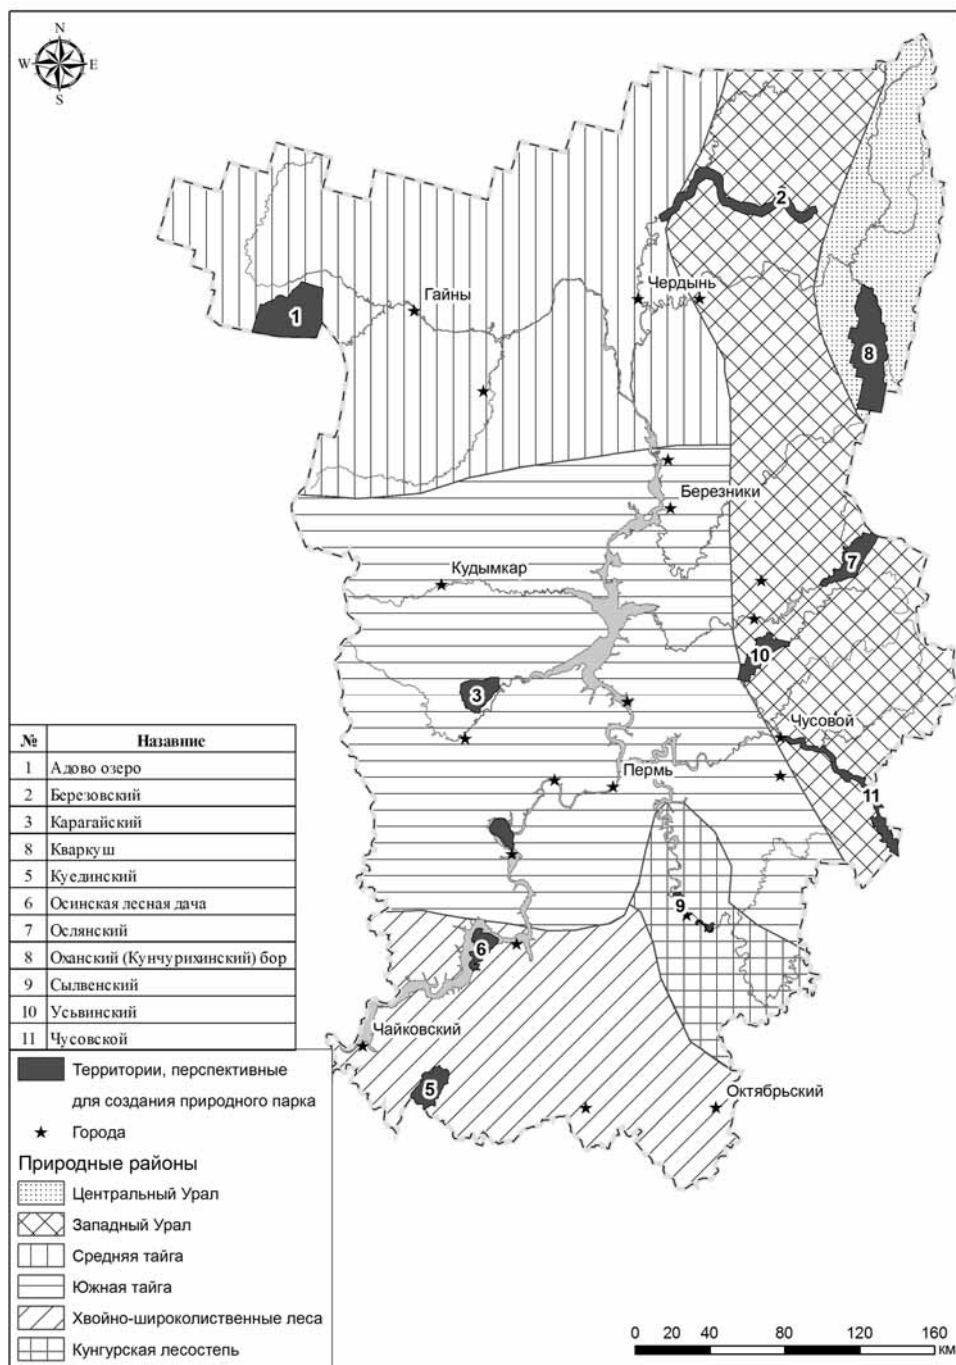 N
W E
S
2
Чердынь
Гайны
1
8
Березники
7
Кудымкар
10
3
Чусовой
Пермь
11
9
6
Чайковский
5
Октябрьский
№ Назавние
1 Адово озеро
2 Березовский
3 Карагайский
8 Кваркуш
5 Куединский
6 Осинская лесная дача
7 Ослянский
8 Оханский (Кунчурихинский) бор
9 Сылвенский
10 Усьвинский
11 Чусовской
Территории, перспективные
для создания природного парка
Города
Природные районы
Центральный Урал
Западный Урал
Средняя тайга
Южная тайга
Хвойно-широколиственные леса
Кунгурская лесостепь
0 20 40 80 120 160
км